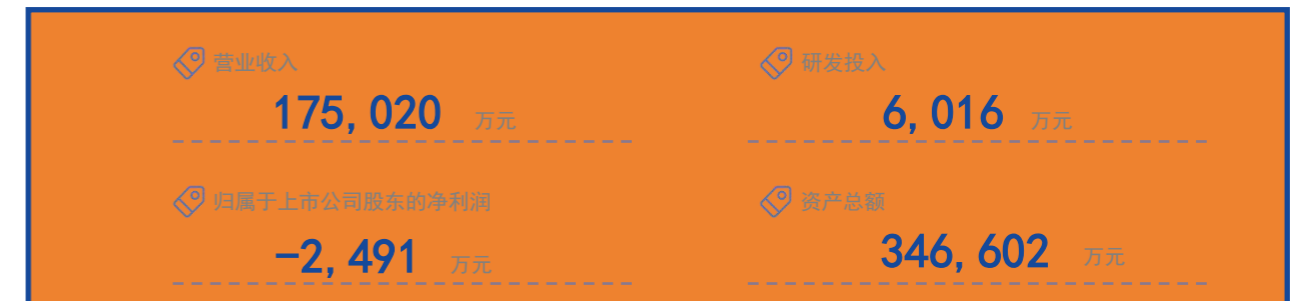 营业收入
175,020 万元
研发投入
6,016 万元
归属于上市公司股东的净利润
-2,491 万元
资产总额
346,602 万元